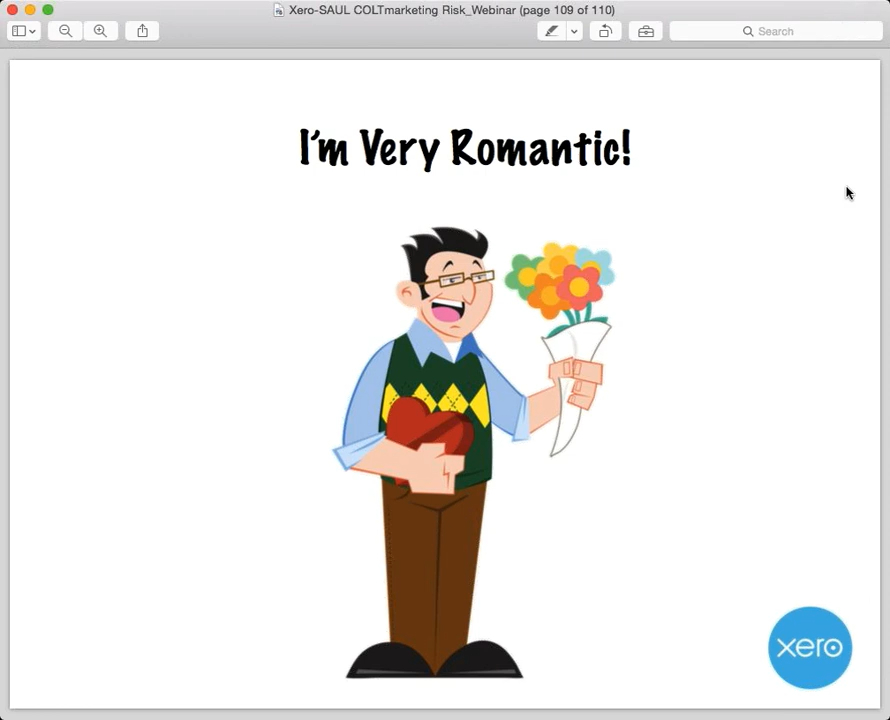 Xero-SAUL COLTmarketing Risk_Webinar (page 109 of 110)
Search
I'm Very Romantic!
xero